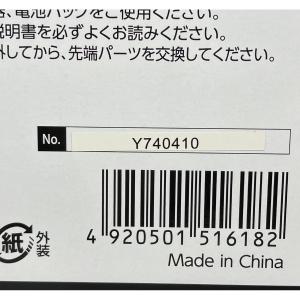 器、電池パックをご使用ください。
説明書を必ずよくお読みください。
外してから、先端パーツを交換してください。
No. Y740410
紙 外装
4 920501 516182
Made in China